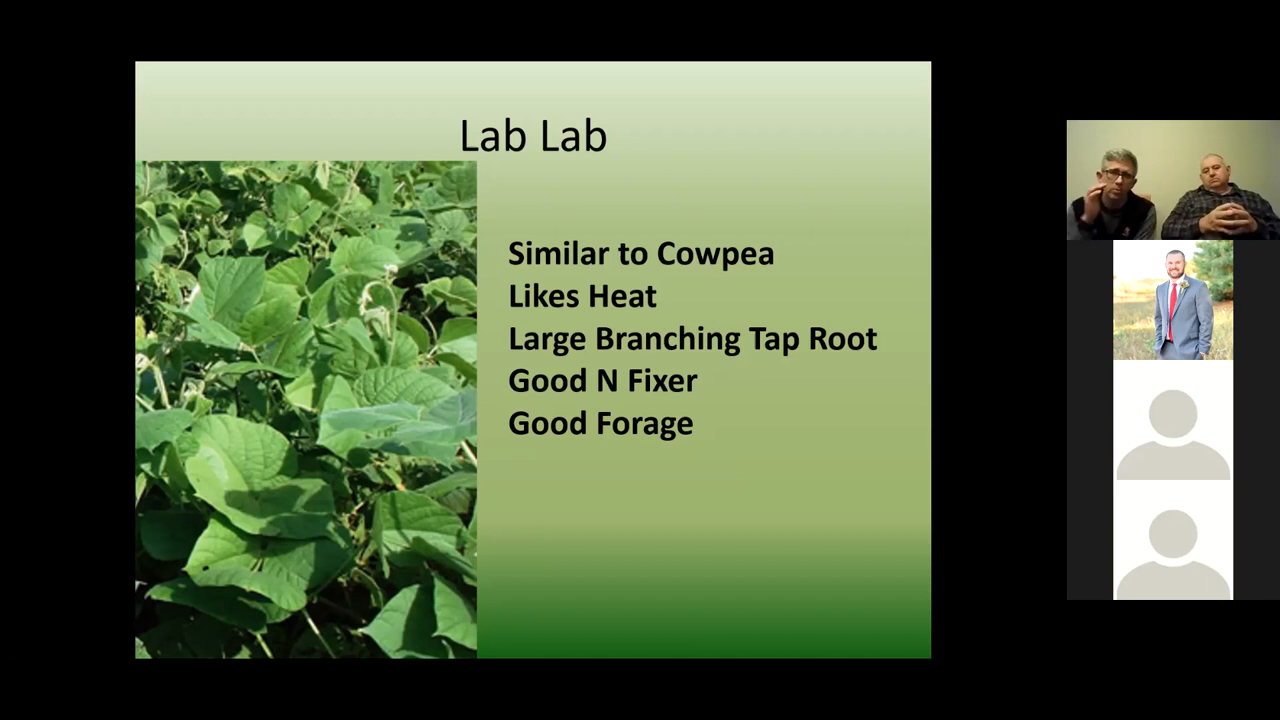 Lab Lab
Similar to Cowpea
Likes Heat
Large Branching Tap Root
Good N Fixer
Good Forage